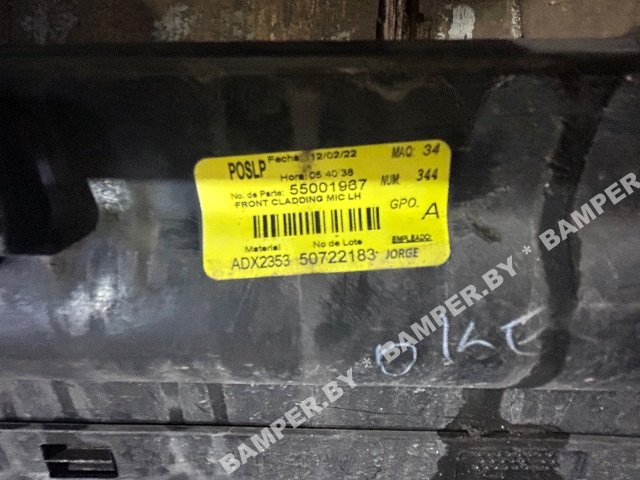 POSLP Fecha: 12/02/22 MAQ: 34
Hora: 05 40 38
No. de Parte: 55001967 NUM. 344
FRONT CLADDING MIC LH
GPO. A
Material No de Lote EMPLEADO:
ADX2353 50722183 JORGE
BAMPER.BY * BAMPER.BY * BAMPER.BY